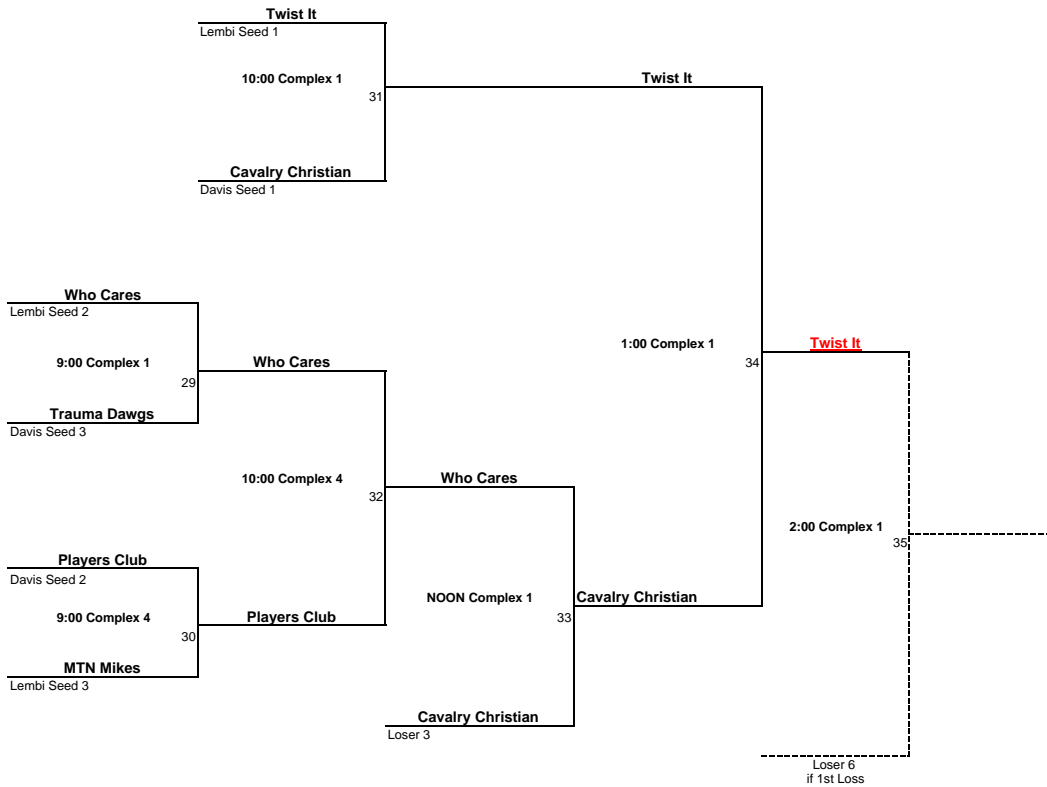 Twist It
Lembi Seed 1
10:00 Complex 1
Twist It
31
Cavalry Christian
Davis Seed 1
Who Cares
Lembi Seed 2
1:00 Complex 1
Twist It
9:00 Complex 1
Who Cares
34
29
Trauma Dawgs
Davis Seed 3
10:00 Complex 4
Who Cares
32
2:00 Complex 1
35
Players Club
Davis Seed 2
NOON Complex 1
Cavalry Christian
9:00 Complex 4
Players Club
33
30
MTN Mikes
Lembi Seed 3
Cavalry Christian
Loser 3
Loser 6
if 1st Loss